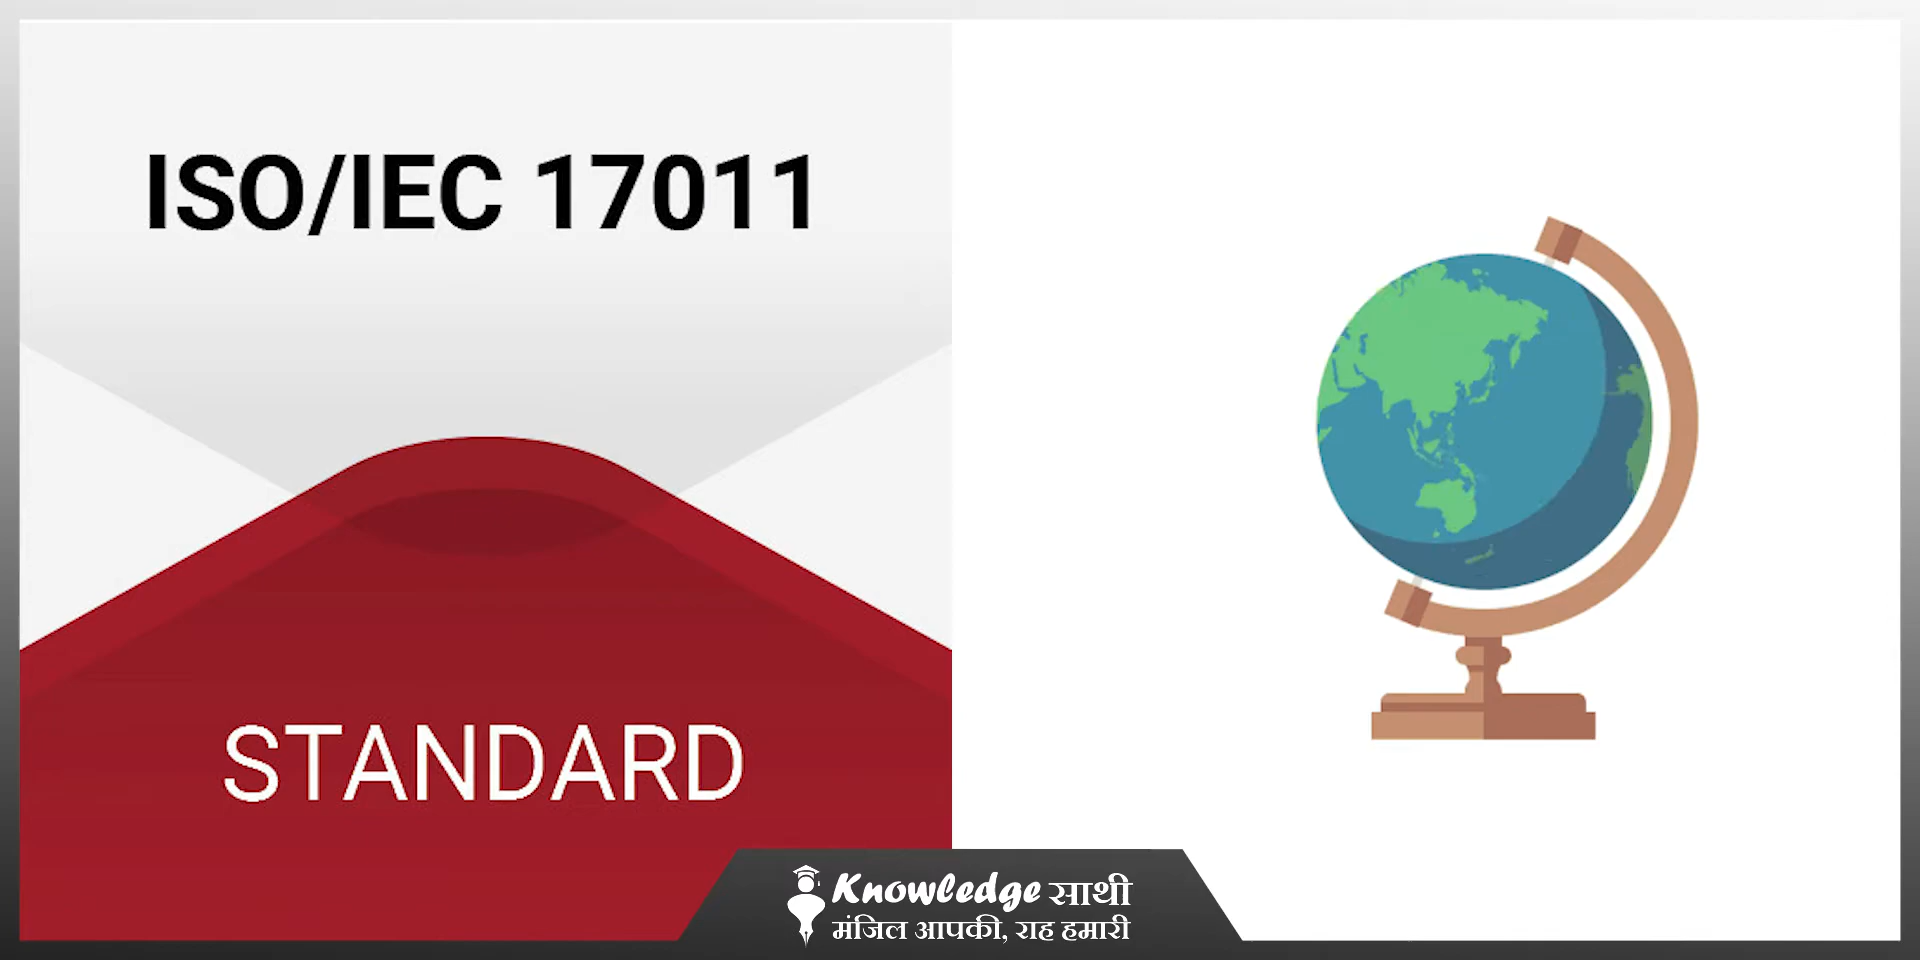 ISO/IEC 17011
STANDARD
Knowledge साथी
मंजिल आपकी, राह हमारी